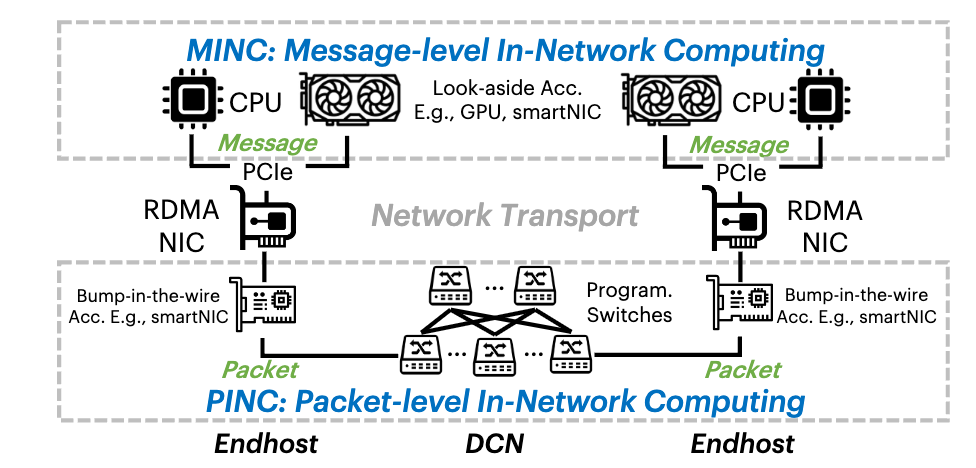 MINC: Message-level In-Network Computing
CPU
Look-aside Acc.
E.g., GPU, smartNIC
CPU
Message
Message
PCIe
PCIe
RDMA
NIC
Network Transport
RDMA
NIC
Bump-in-the-wire
Acc. E.g., smartNIC
...
Program.
Switches
Bump-in-the-wire
Acc. E.g., smartNIC
...
...
Packet
Packet
PINC: Packet-level In-Network Computing
Endhost
DCN
Endhost